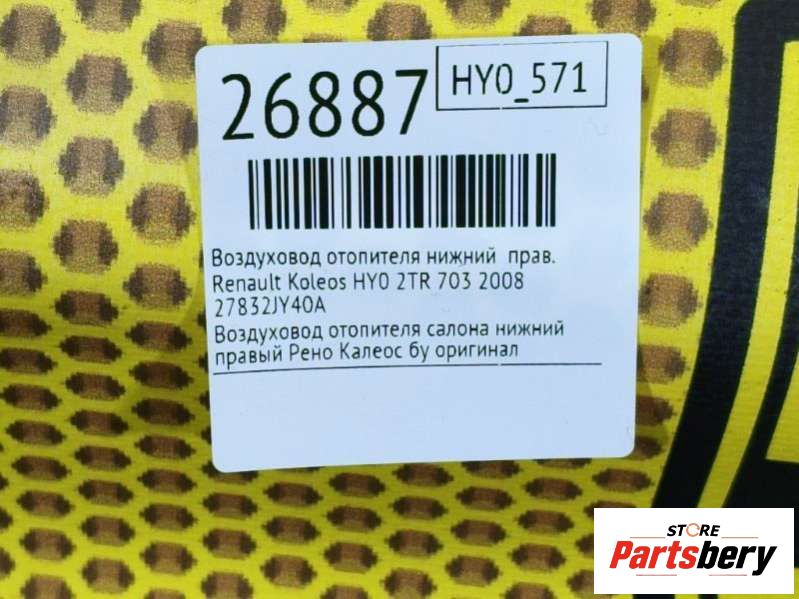 26887
HY0_571
Воздуховод отопителя нижний прав.
Renault Koleos HY0 2TR 703 2008
27832JY40A
Воздуховод отопителя салона нижний
правый Рено Калеос бу оригинал
STORE
Partsbery